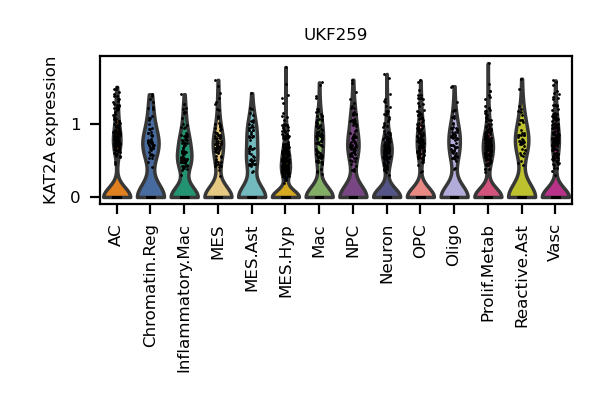 UKF259
KAT2A expression
1
0
AC
Chromatin.Reg
Inflammatory.Mac
MES
MES.Ast
MES.Hyp
Mac
NPC
Neuron
OPC
Oligo
Prolif.Metab
Reactive.Ast
Vasc